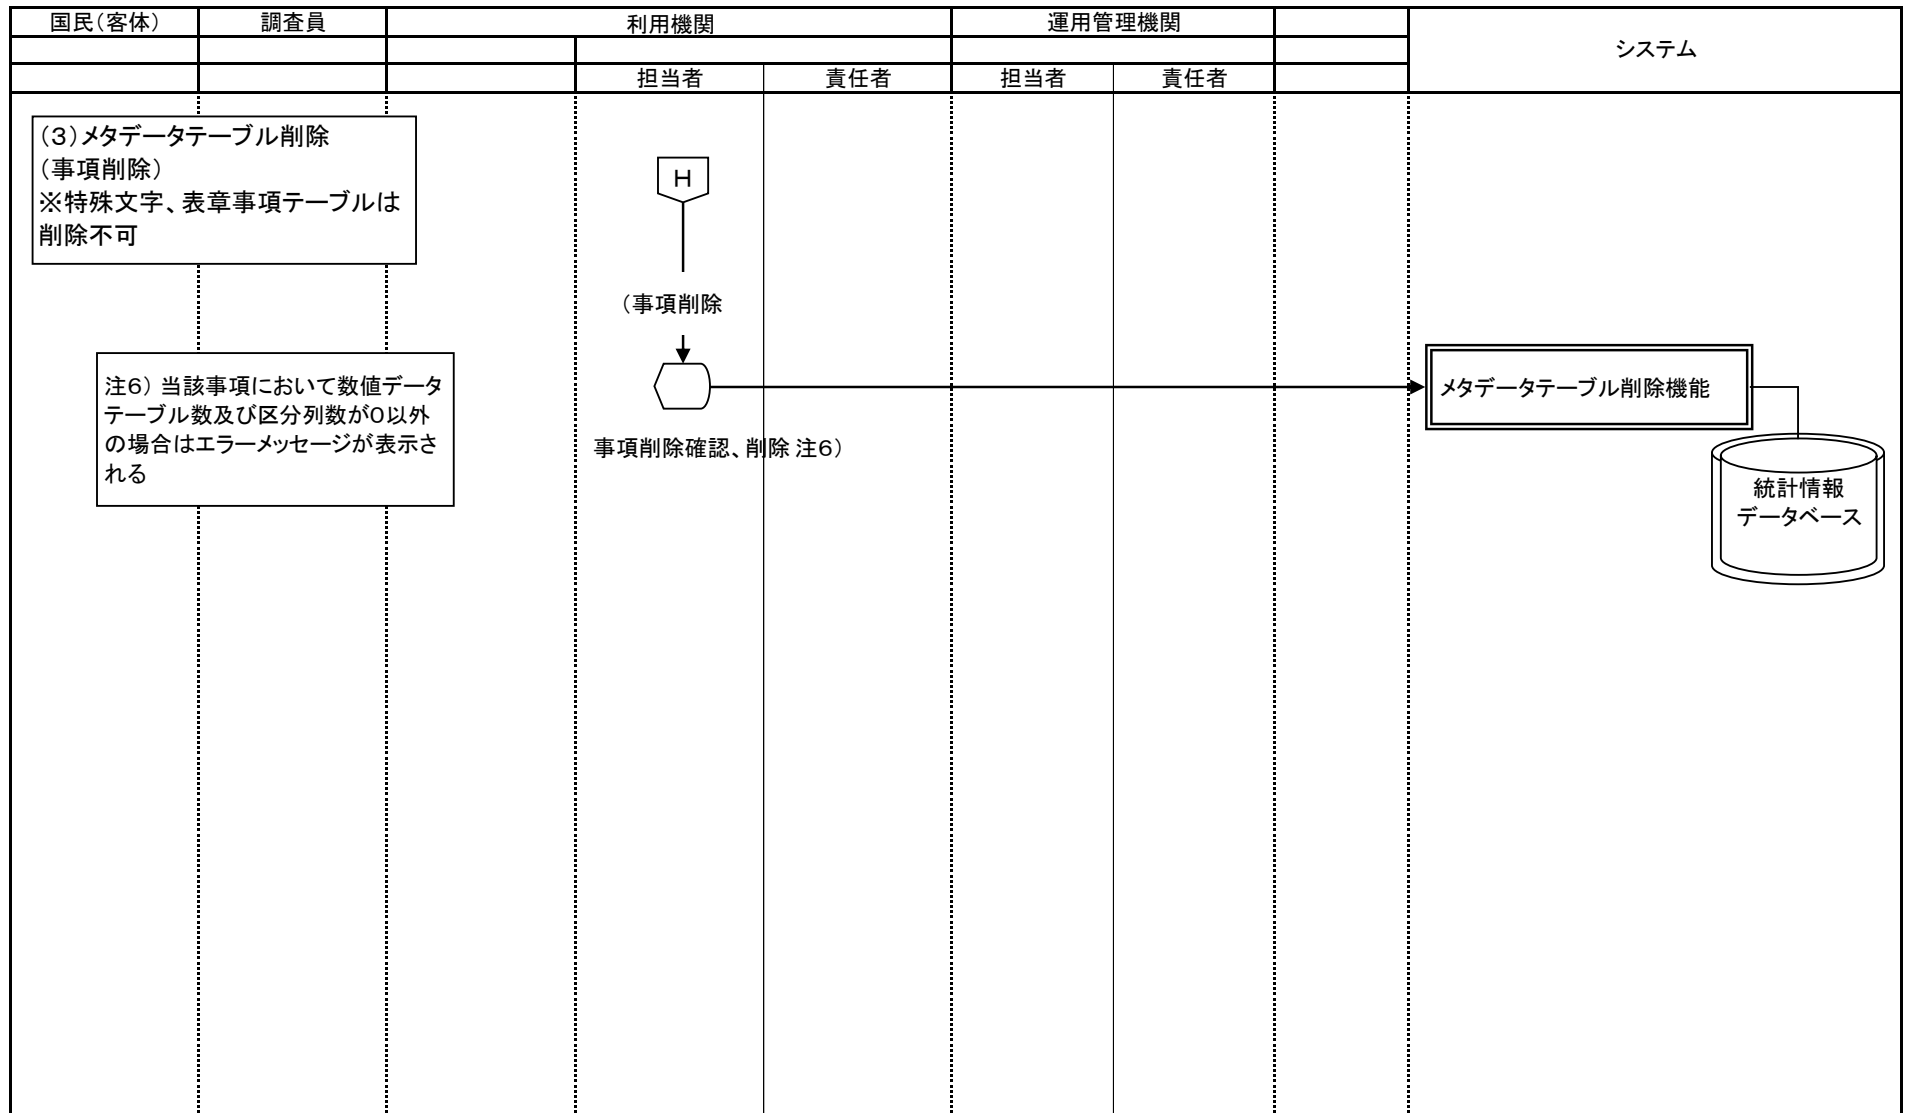 国民（客体）
調査員
利用機関
運用管理機関
システム
担当者
責任者
担当者
責任者
（3）メタデータテーブル削除
（事項削除）
※特殊文字、表章事項テーブルは
削除不可
H
（事項削除
注6） 当該事項において数値データ
テーブル数及び区分列数が0以外
の場合はエラーメッセージが表示さ
れる
メタデータテーブル削除機能
事項削除確認、削除 注6）
統計情報
データベース